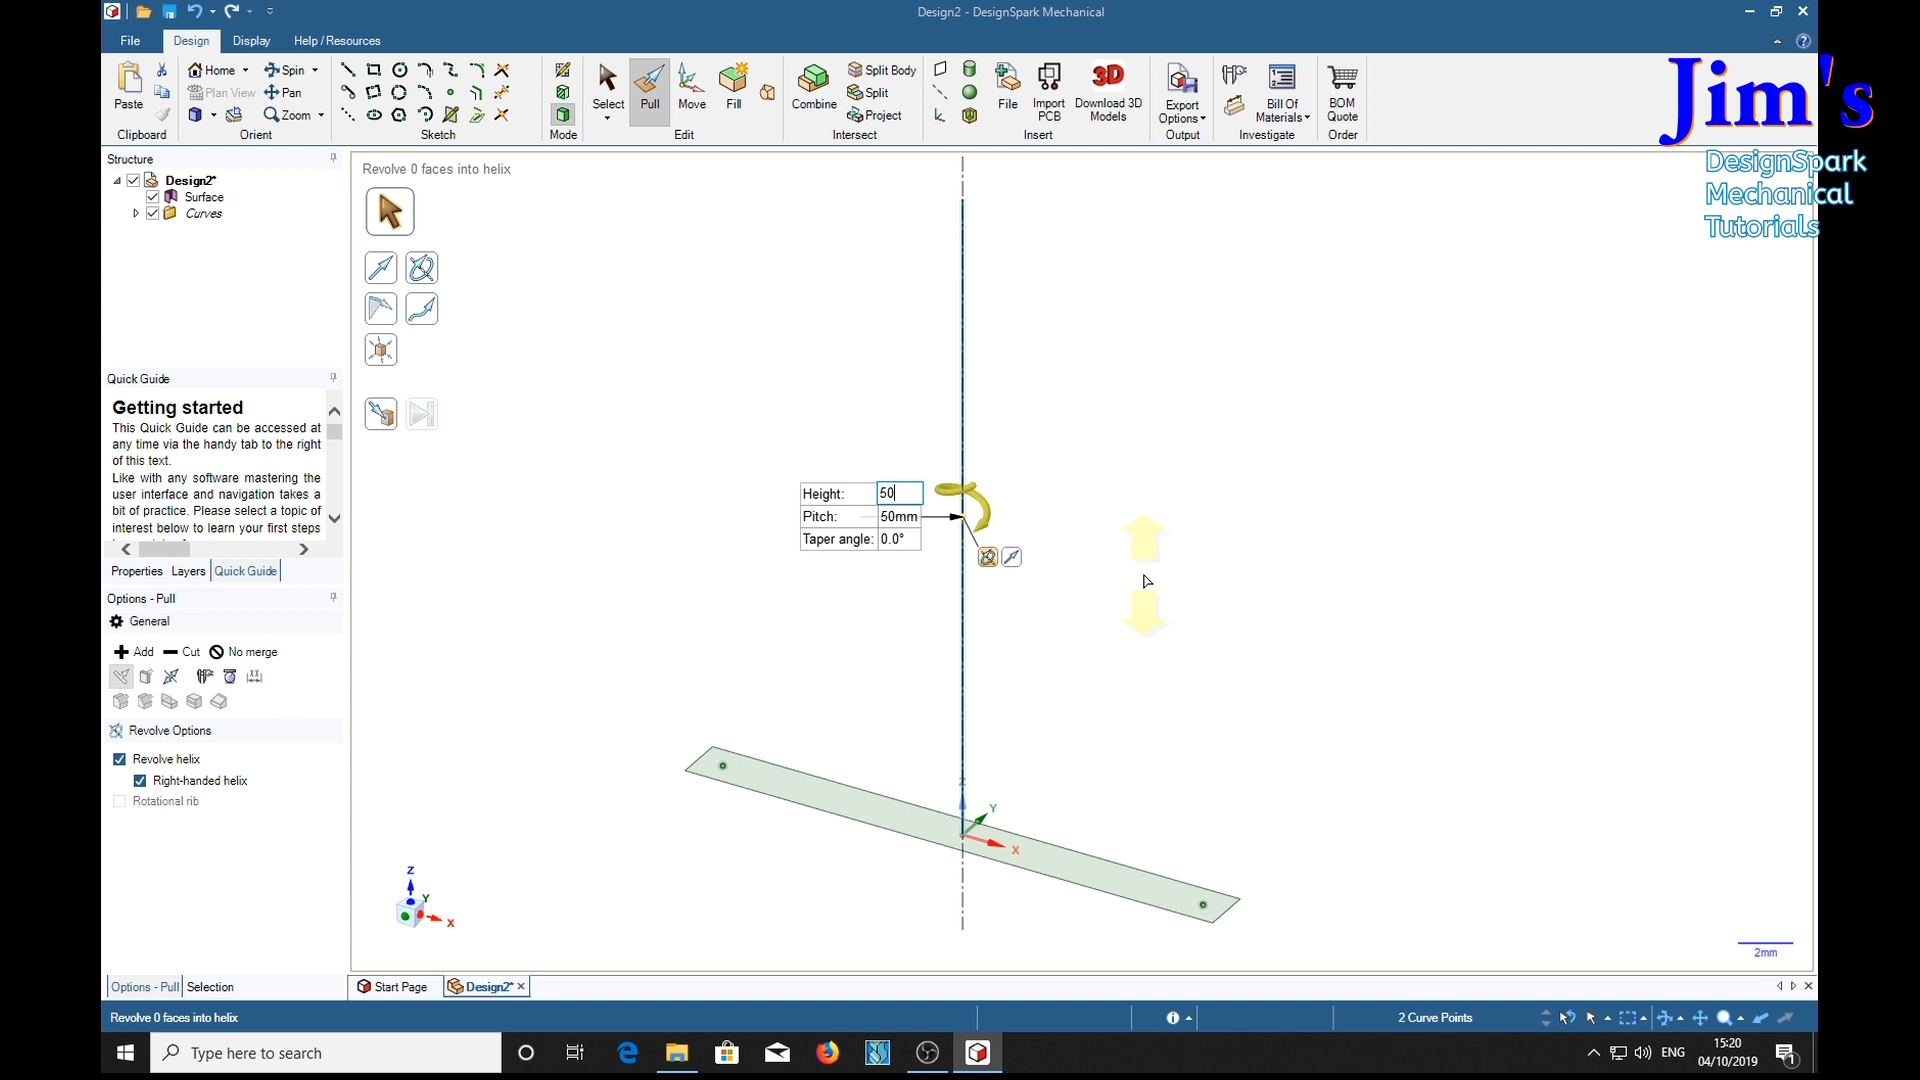 Design2 - DesignSpark Mechanical
File
Design
Display
Help / Resources
Paste
Clipboard
Home
Spin
Plan View
Pan
Zoom
Orient
Sketch
Mode
Select
Pull
Move
Fill
Edit
Combine
Split Body
Split
Project
Intersect
File
Import PCB
Download 3D Models
Insert
Export Options
Output
Bill Of Materials
Investigate
BOM Quote
Order
Jim's
DesignSpark
Mechanical
Tutorials
Structure
Design2*
Surface
Curves
Revolve 0 faces into helix
Quick Guide
Getting started
This Quick Guide can be accessed at
any time via the handy tab to the right
of this text.
Like with any software mastering the
user interface and navigation takes a
bit of practice. Please select a topic of
interest below to learn your first steps
Properties
Layers
Quick Guide
Options - Pull
General
Add
Cut
No merge
Revolve Options
Revolve helix
Right-handed helix
Rotational rib
Height: 50
Pitch: 50mm
Taper angle: 0.0°
Z
Y
X
Z
Y
X
2mm
Options - Pull
Selection
Start Page
Design2*
Revolve 0 faces into helix
2 Curve Points
Type here to search
ENG
15:20
04/10/2019
1